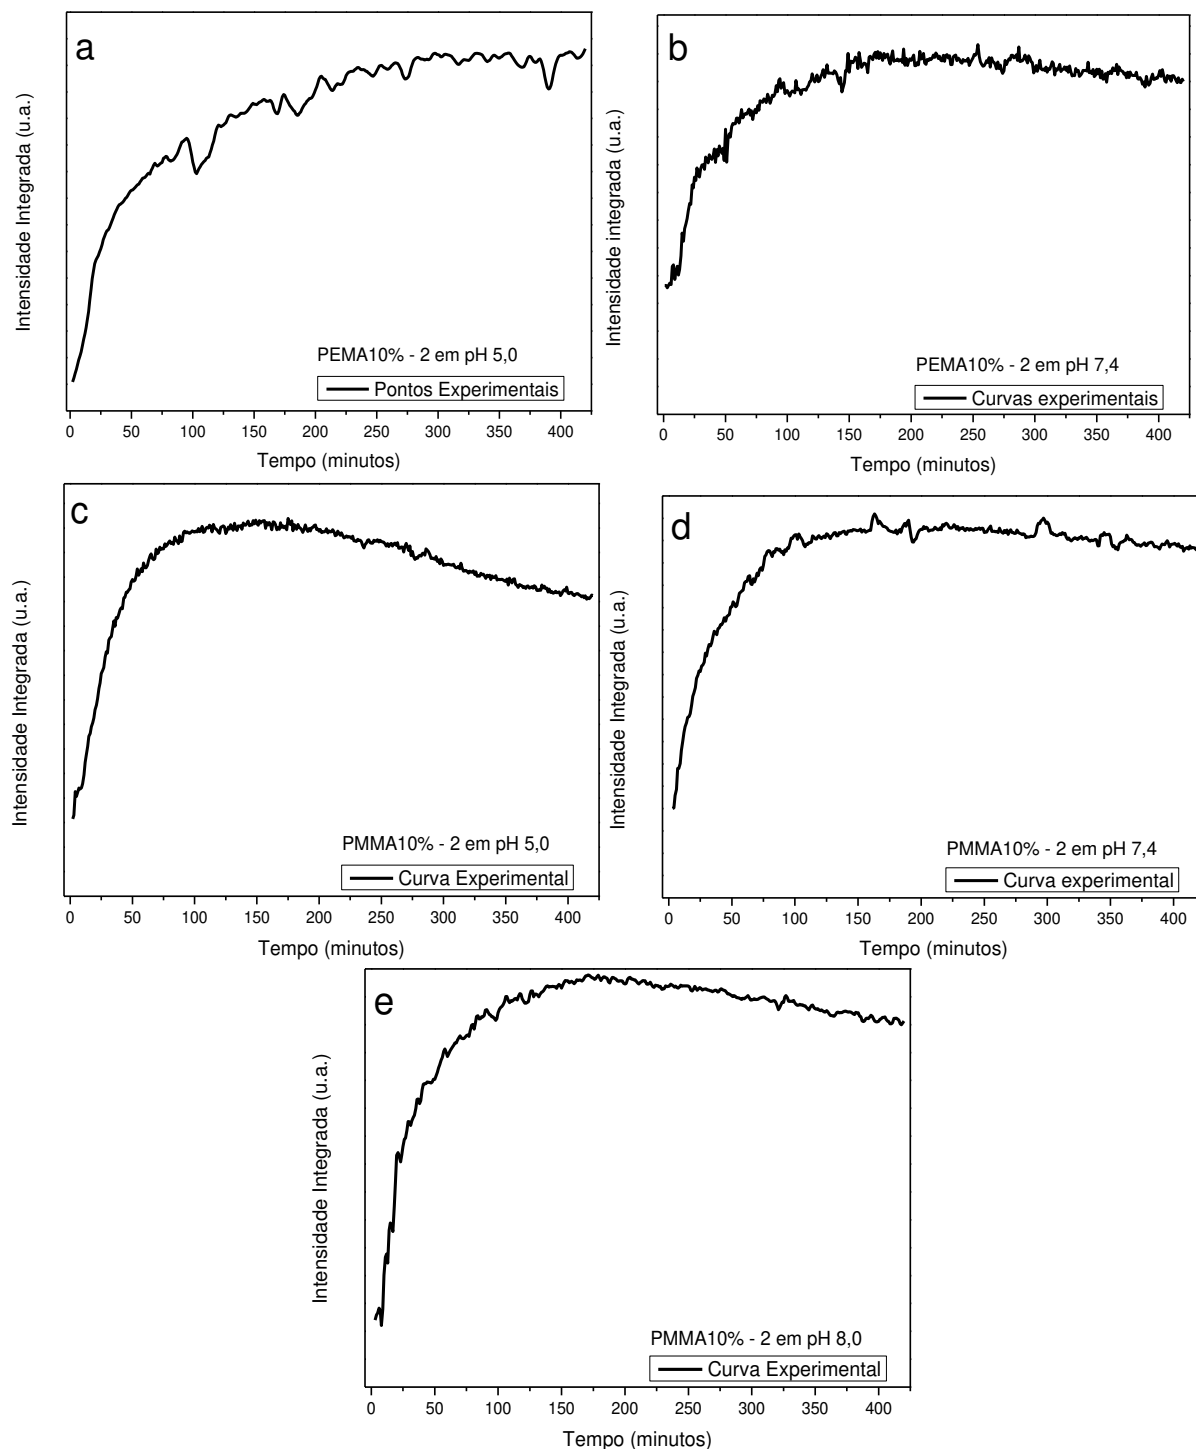 a
Intensidade Integrada (u.a.)
PEMA10% - 2 em pH 5,0
Pontos Experimentais
0 50 100 150 200 250 300 350 400
Tempo (minutos)
b
Intensidade integrada (u.a.)
PEMA10% - 2 em pH 7,4
Curvas experimentais
0 50 100 150 200 250 300 350 400
Tempo (minutos)
c
Intensidade Integrada (u.a.)
PMMA10% - 2 em pH 5,0
Curva Experimental
0 50 100 150 200 250 300 350 400
Tempo (minutos)
d
Intensidade Integrada (u.a.)
PMMA10% - 2 em pH 7,4
Curva experimental
0 50 100 150 200 250 300 350 400
Tempo (minutos)
e
Intensidade Integrada (u.a.)
PMMA10% - 2 em pH 8,0
Curva Experimental
0 50 100 150 200 250 300 350 400
Tempo (minutos)